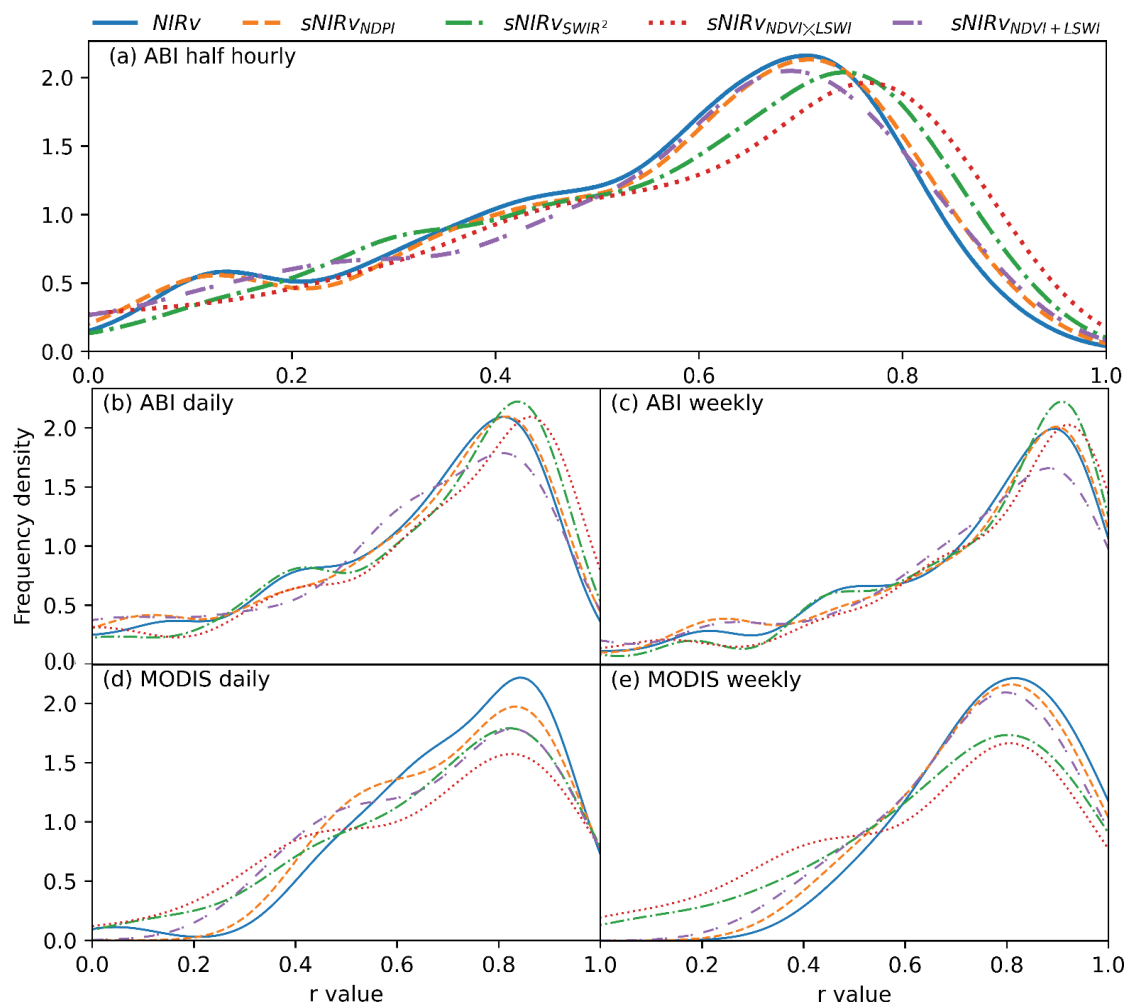 NIRv sNIRvNDPI sNIRvSWIR² sNIRvNDVI×LSWI sNIRvNDVI+LSWI
(a) ABI half hourly
2.0
1.5
1.0
0.5
0.0
0.0 0.2 0.4 0.6 0.8 1.0
(b) ABI daily (c) ABI weekly
2.0
1.5
1.0
0.5
0.0
Frequency density
(d) MODIS daily (e) MODIS weekly
2.0
1.5
1.0
0.5
0.0
0.0 0.2 0.4 0.6 0.8 1.0 0.2 0.4 0.6 0.8 1.0
r value r value